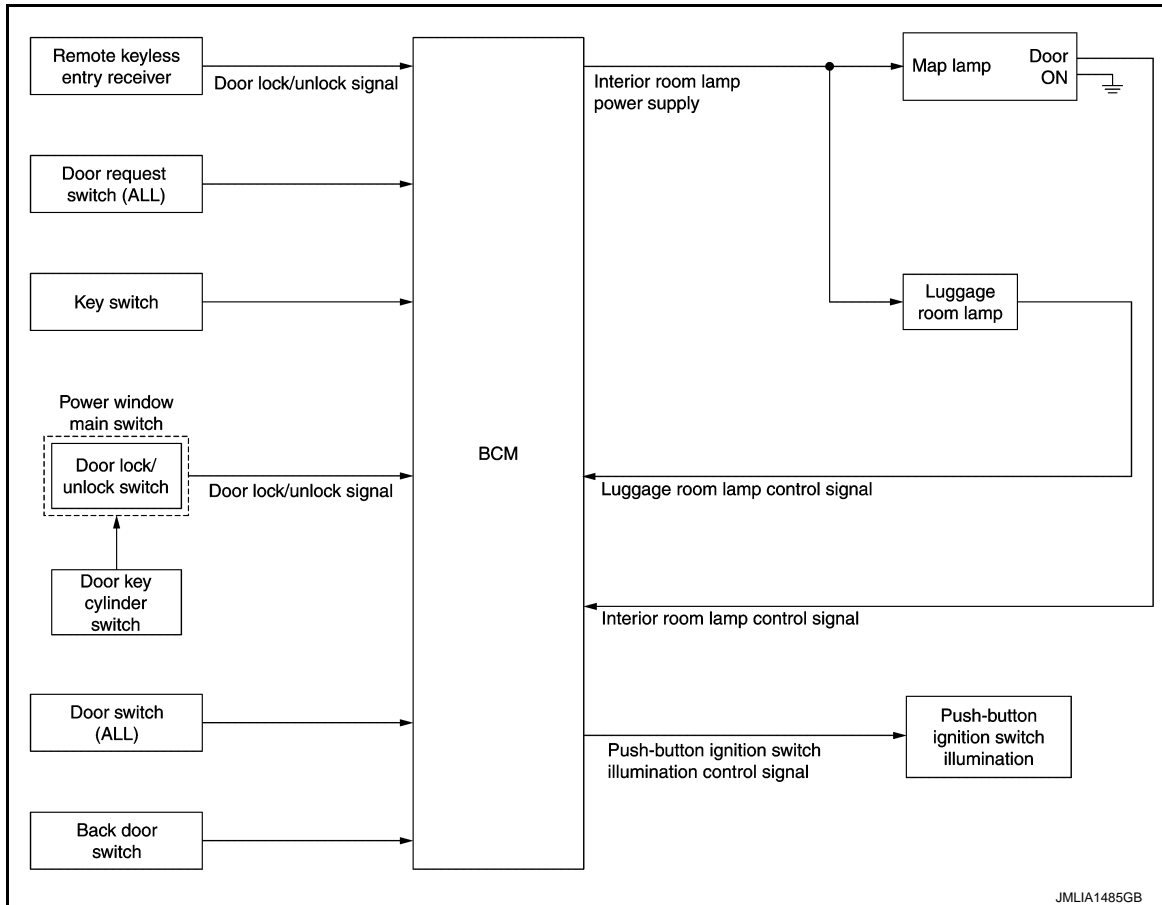 Remote keyless
entry receiver
Door lock/unlock signal
Door request
switch (ALL)
Key switch
Power window
main switch
Door lock/
unlock switch
Door lock/unlock signal
Door key
cylinder
switch
Door switch
(ALL)
Back door
switch
BCM
Interior room lamp
power supply
Map lamp
Door
ON
Luggage
room lamp
Luggage room lamp control signal
Interior room lamp control signal
Push-button ignition switch
illumination control signal
Push-button
ignition switch
illumination
JMLIA1485GB